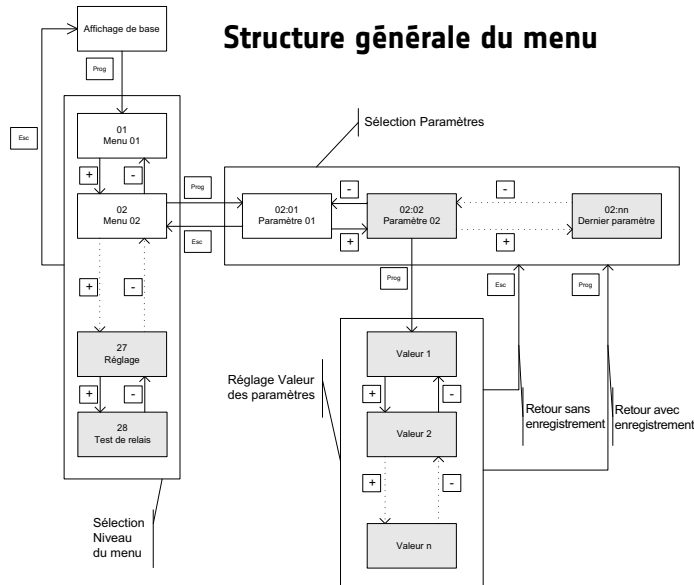 Structure générale du menu
Affichage de base
Prog
Esc
01
Menu 01
+
-
02
Menu 02
Prog
Esc
Sélection Paramètres
02:01
Paramètre 01
-
+
02:02
Paramètre 02
-
+
02:nn
Dernier paramètre
Prog
Esc
Prog
+
-
27
Réglage
+
-
28
Test de relais
Sélection
Niveau
du menu
Réglage Valeur
des paramètres
Valeur 1
+
-
Valeur 2
+
-
Valeur n
Retour sans
enregistrement
Retour avec
enregistrement